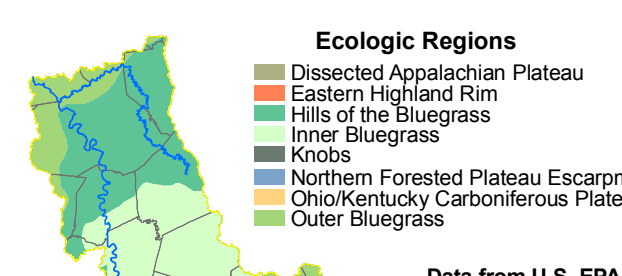 Ecologic Regions
Dissected Appalachian Plateau
Eastern Highland Rim
Hills of the Bluegrass
Inner Bluegrass
Knobs
Northern Forested Plateau Escarpm
Ohio/Kentucky Carboniferous Plate
Outer Bluegrass
Data from U.S. EPA